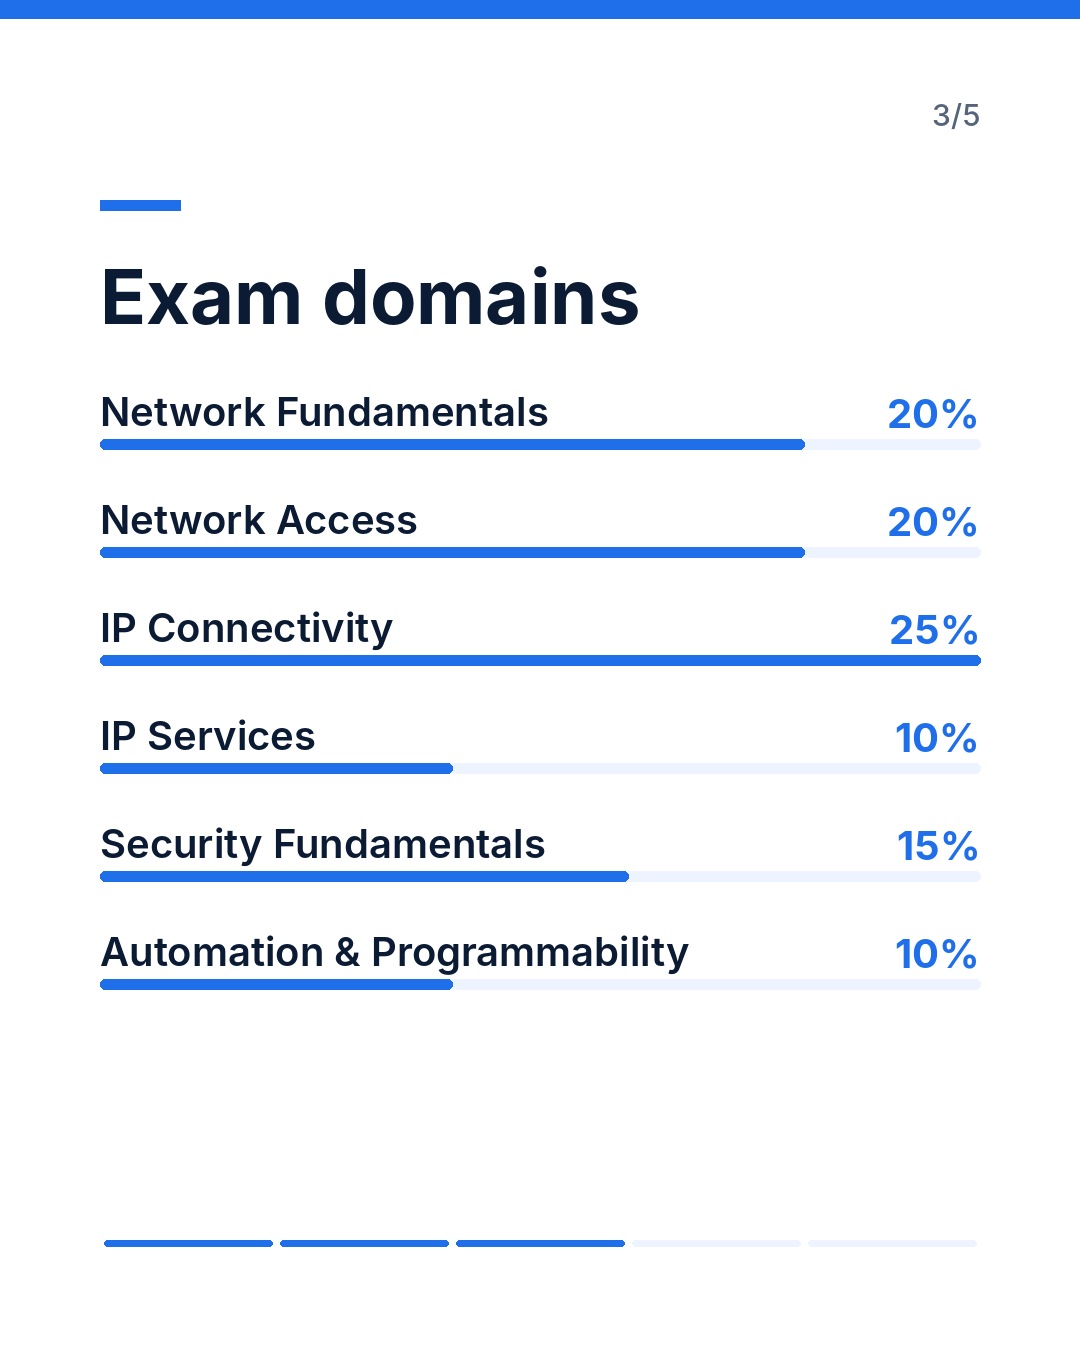 3/5
Exam domains
Network Fundamentals 20%
Network Access 20%
IP Connectivity 25%
IP Services 10%
Security Fundamentals 15%
Automation & Programmability 10%